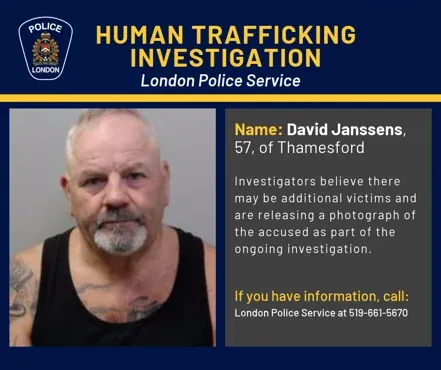 POLICE
LONDON
HUMAN TRAFFICKING
INVESTIGATION
London Police Service
Name: David Janssens,
57, of Thamesford
Investigators believe there
may be additional victims and
are releasing a photograph of
the accused as part of the
ongoing investigation.
If you have information, call:
London Police Service at 519-661-5670